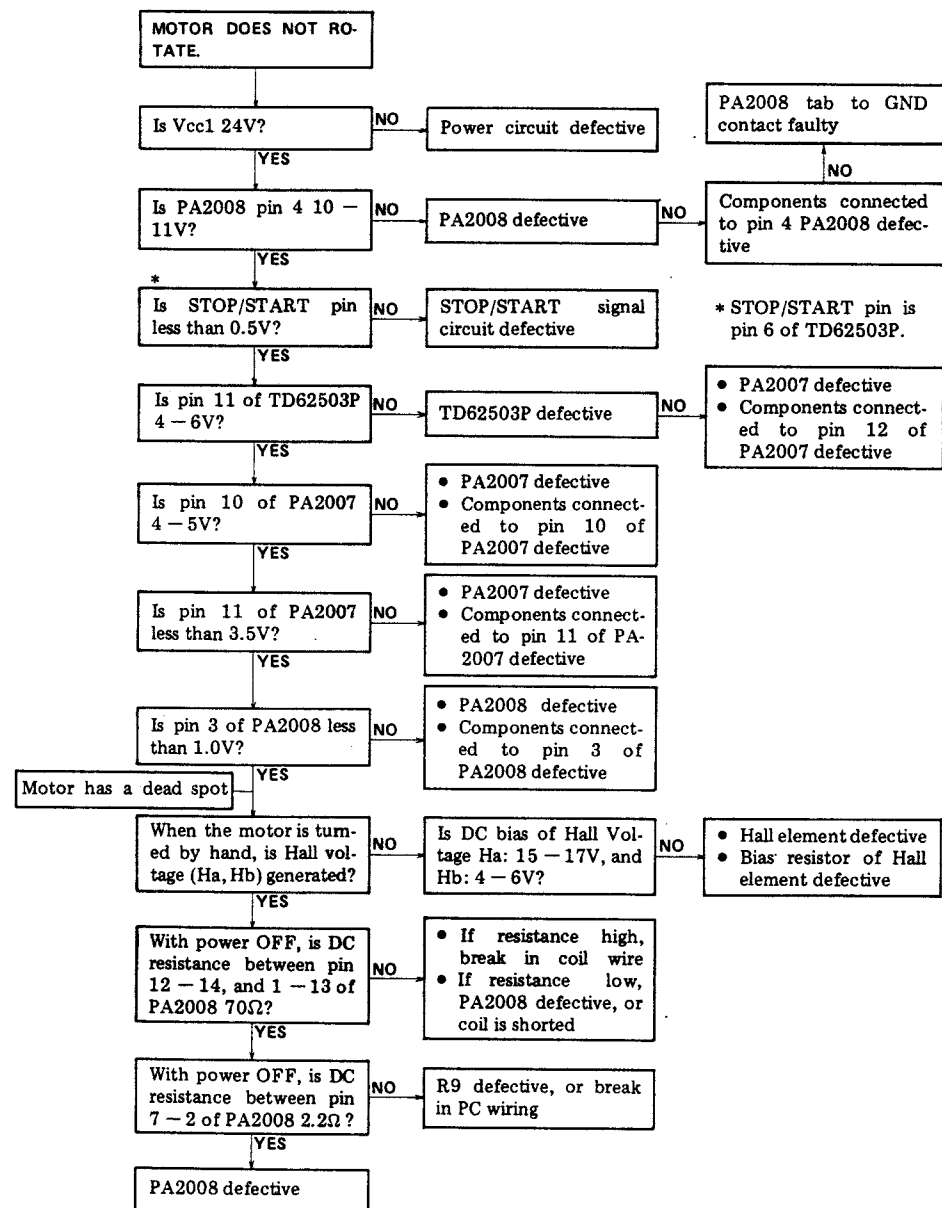 MOTOR DOES NOT RO-
TATE.
Is Vcc1 24V?
NO
Power circuit defective
PA2008 tab to GND
contact faulty
YES
NO
Is PA2008 pin 4 10 –
11V?
NO
PA2008 defective
NO
Components connected
to pin 4 PA2008 defec-
tive
YES
*
Is STOP/START pin
less than 0.5V?
NO
STOP/START signal
circuit defective
* STOP/START pin is
pin 6 of TD62503P.
YES
Is pin 11 of TD62503P
4 – 6V?
NO
TD62503P defective
NO
● PA2007 defective
● Components connect-
ed to pin 12 of
PA2007 defective
YES
Is pin 10 of PA2007
4 – 5V?
NO
● PA2007 defective
● Components connect-
ed to pin 10 of
PA2007 defective
YES
Is pin 11 of PA2007
less than 3.5V?
NO
● PA2007 defective
● Components connect-
ed to pin 11 of PA-
2007 defective
YES
Is pin 3 of PA2008 less
than 1.0V?
NO
● PA2008 defective
● Components connect-
ed to pin 3 of
PA2008 defective
YES
Motor has a dead spot
When the motor is turn-
ed by hand, is Hall vol-
tage (Ha, Hb) generated?
NO
Is DC bias of Hall Vol-
tage Ha: 15 – 17V, and
Hb: 4 – 6V?
NO
● Hall element defective
● Bias resistor of Hall
element defective
YES
With power OFF, is DC
resistance between pin
12 – 14, and 1 – 13 of
PA2008 70Ω?
NO
● If resistance high,
break in coil wire
● If resistance low,
PA2008 defective, or
coil is shorted
YES
With power OFF, is DC
resistance between pin
7 – 2 of PA2008 2.2Ω?
NO
R9 defective, or break
in PC wiring
YES
PA2008 defective